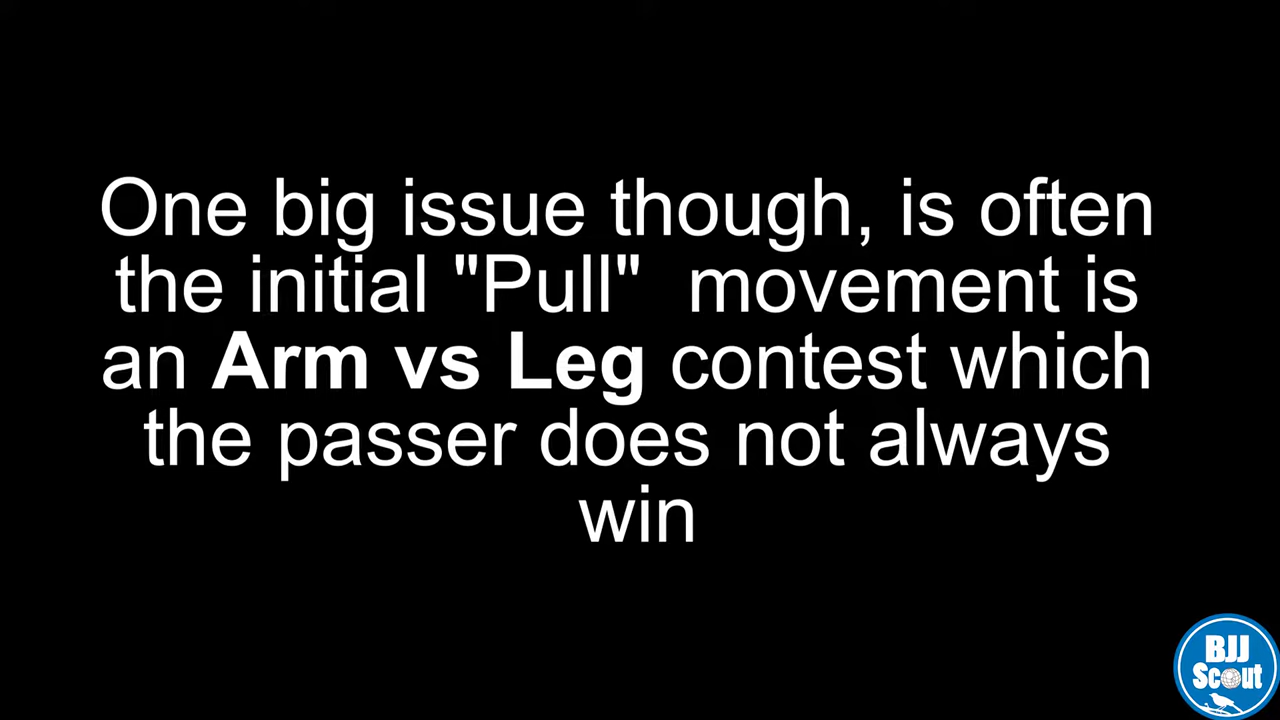 One big issue though, is often
the initial "Pull"  movement is
an Arm vs Leg contest which
the passer does not always
win
BJJ
Scout